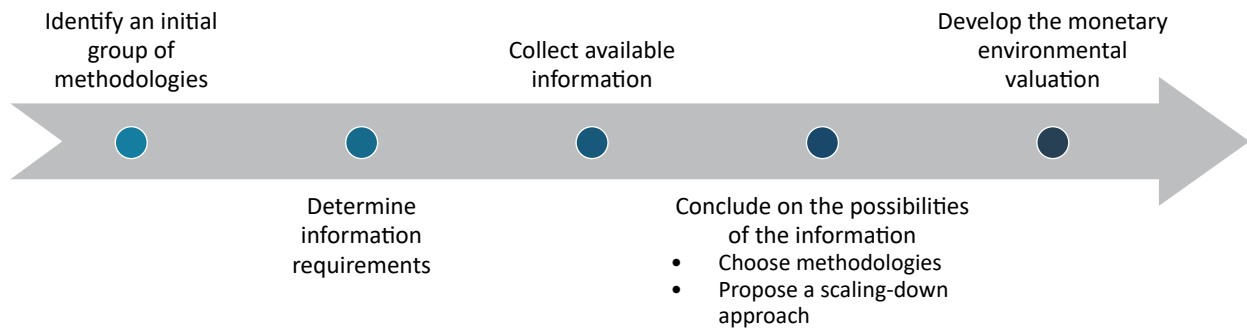 Identify an initial
group of
methodologies
Determine
information
requirements
Collect available
information
Conclude on the possibilities
of the information
• Choose methodologies
• Propose a scaling-down
approach
Develop the monetary
environmental
valuation